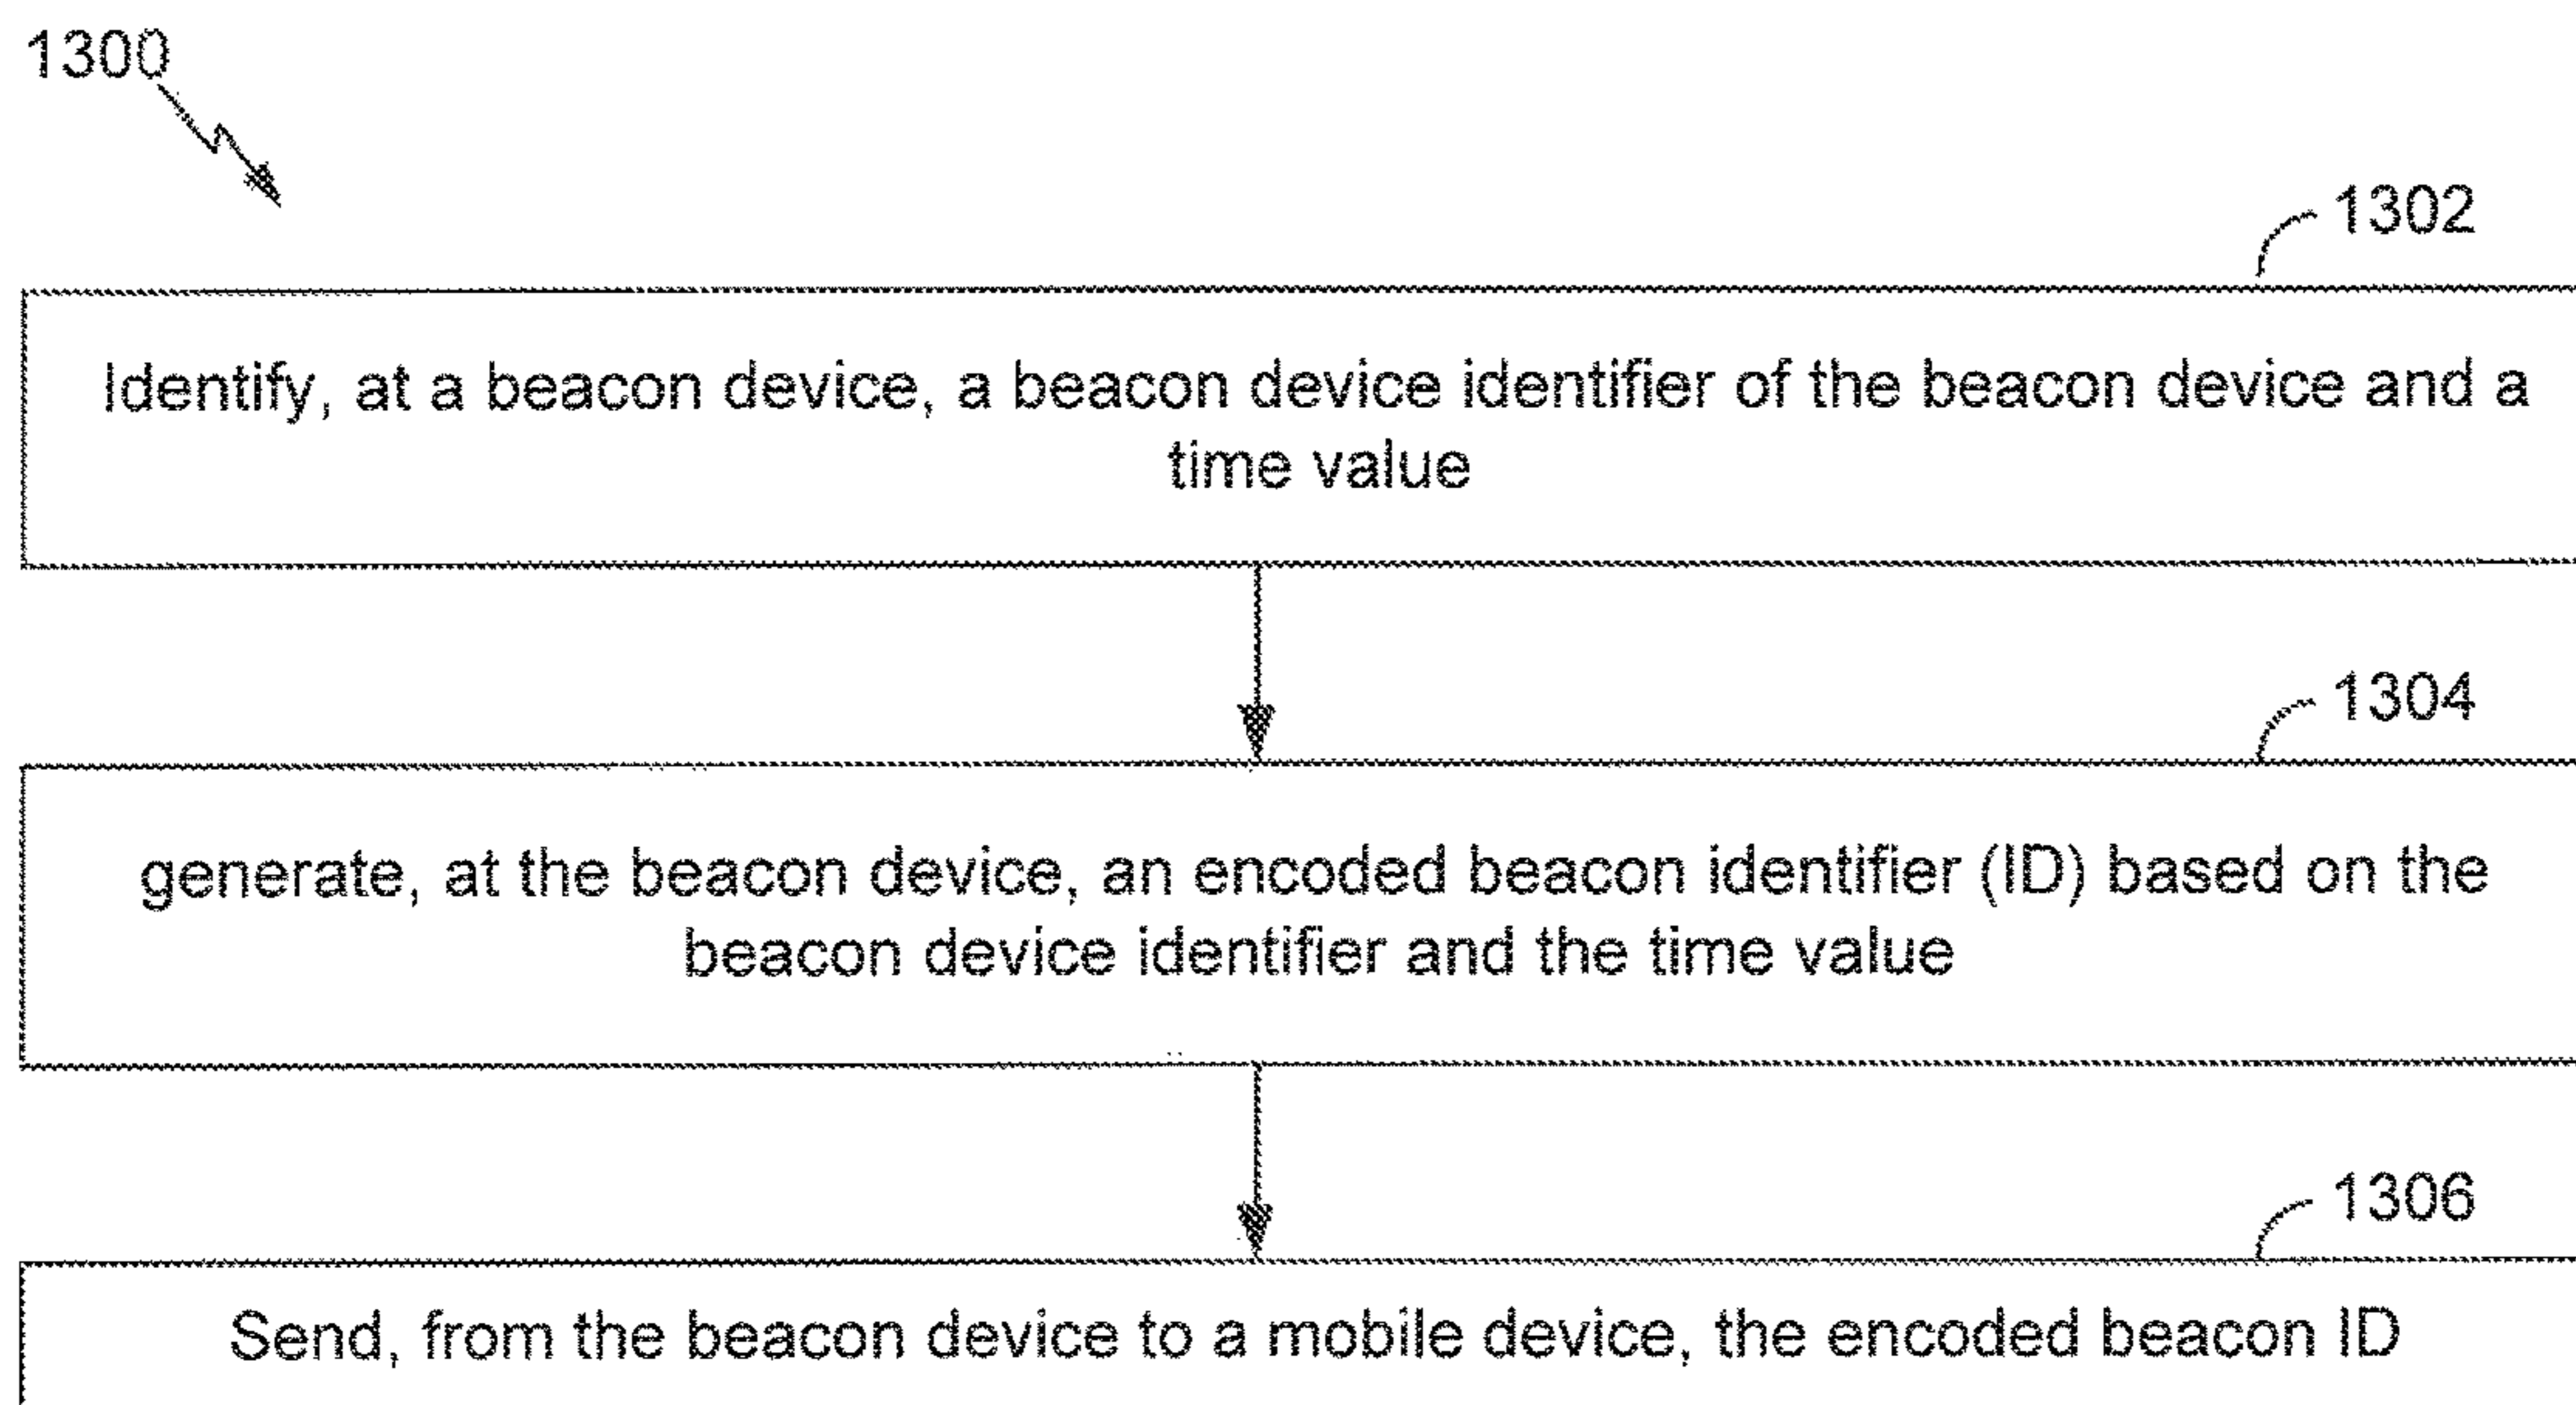 1300
1302
Identify, at a beacon device, a beacon device identifier of the beacon device and a
time value
1304
generate, at the beacon device, an encoded beacon identifier (ID) based on the
beacon device identifier and the time value
1306
Send, from the beacon device to a mobile device, the encoded beacon ID